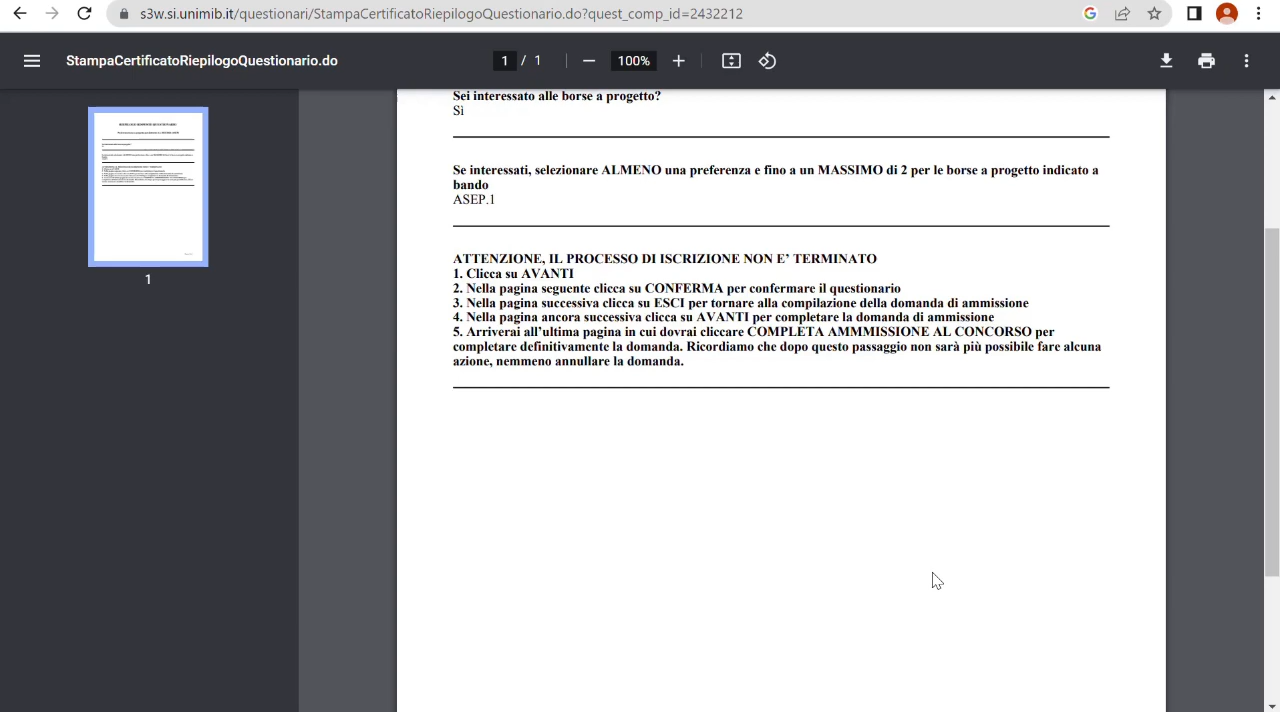 s3w.si.unimib.it/questionari/StampaCertificatoRiepilogoQuestionario.do?quest_comp_id=2432212
StampaCertificatoRiepilogoQuestionario.do
1 / 1
100%
Sei interessato alle borse a progetto?
Sì
Se interessati, selezionare ALMENO una preferenza e fino a un MASSIMO di 2 per le borse a progetto indicato a
bando
ASEP.1
ATTENZIONE, IL PROCESSO DI ISCRIZIONE NON E’ TERMINATO
1. Clicca su AVANTI
2. Nella pagina seguente clicca su CONFERMA per confermare il questionario
3. Nella pagina successiva clicca su ESCI per tornare alla compilazione della domanda di ammissione
4. Nella pagina ancora successiva clicca su AVANTI per completare la domanda di ammissione
5. Arriverai all’ultima pagina in cui dovrai cliccare COMPLETA AMMMISSIONE AL CONCORSO per
completare definitivamente la domanda. Ricordiamo che dopo questo passaggio non sarà più possibile fare alcuna
azione, nemmeno annullare la domanda.
1